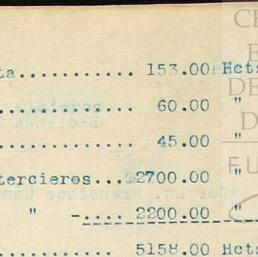 ta............. 153.00 Hcts
............... 60.00 "
............... 45.00 "
tercieros...2700.00 "
" -.... 2200.00 "
............ 5158.00 Hcts